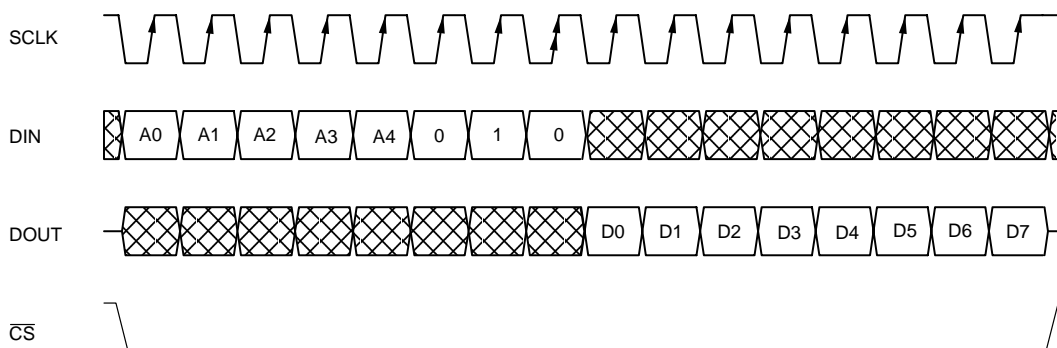 SCLK
DIN A0 A1 A2 A3 A4 0 1 0
DOUT D0 D1 D2 D3 D4 D5 D6 D7
C̅S̅